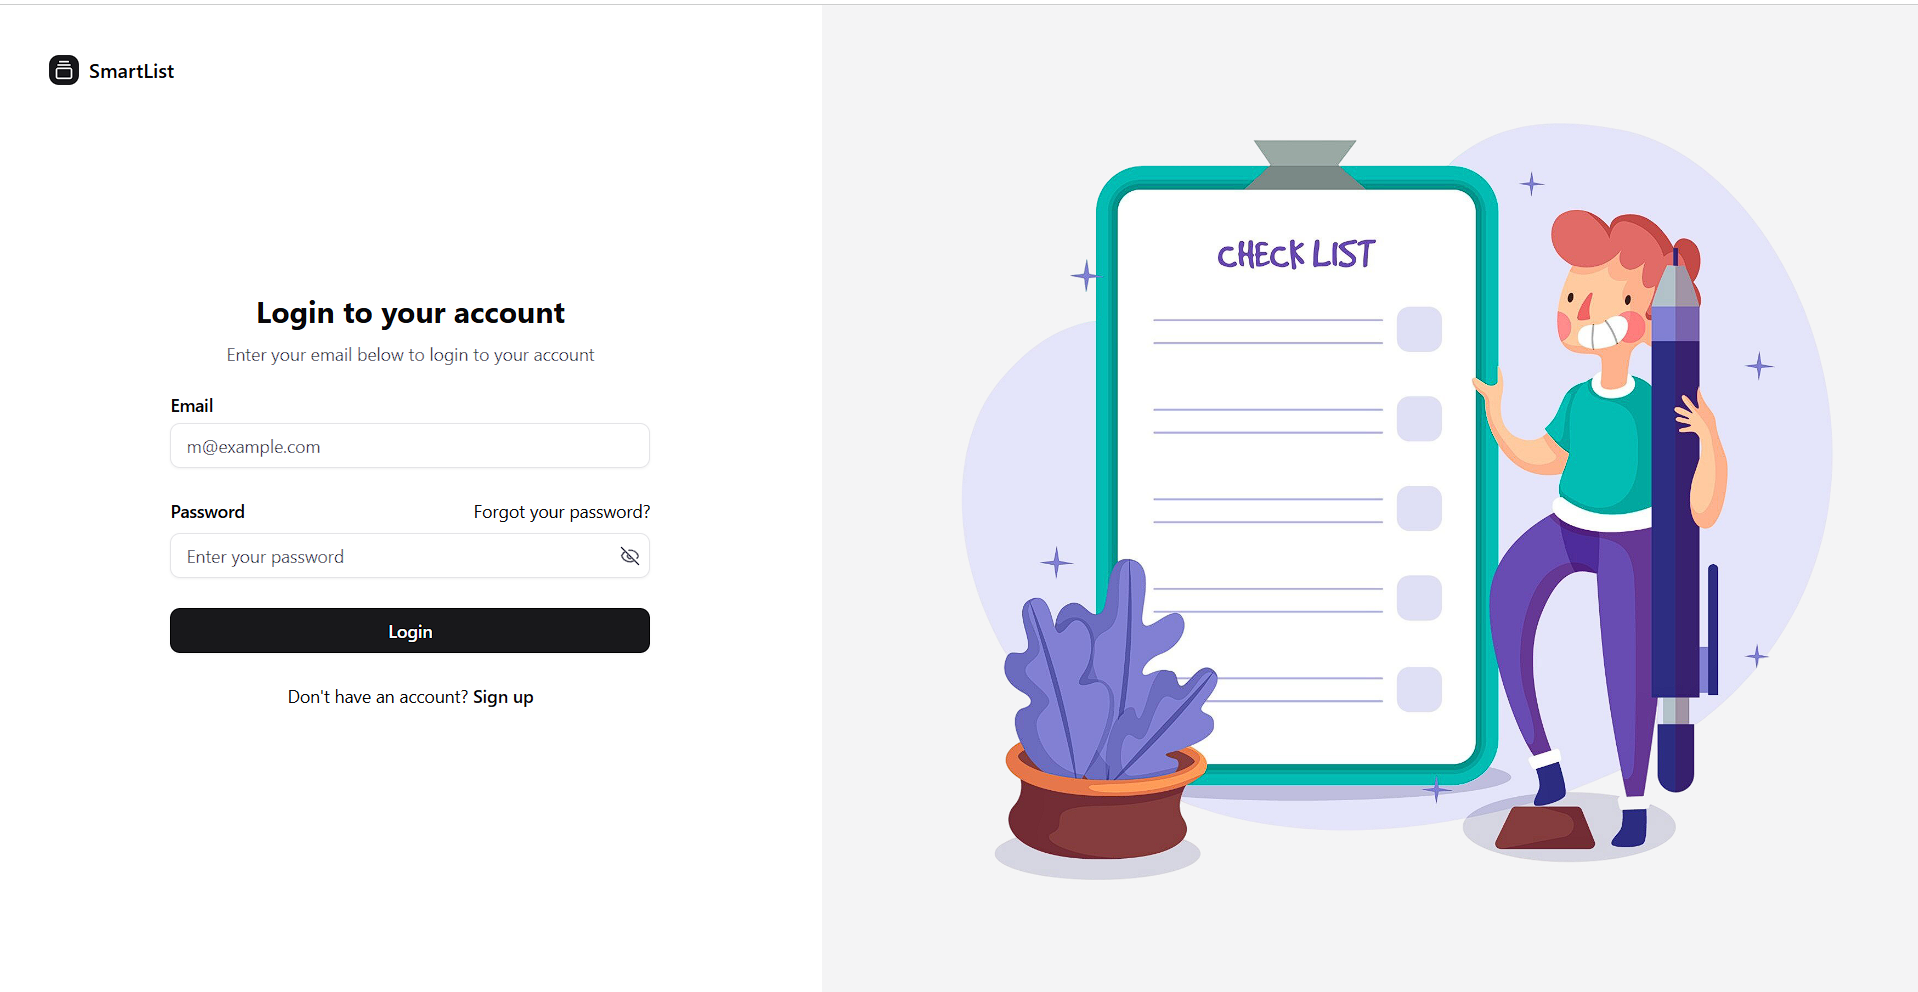 SmartList
Login to your account
Enter your email below to login to your account
Email
m@example.com
Password
Forgot your password?
Enter your password
Login
Don't have an account? Sign up
CHECK LIST